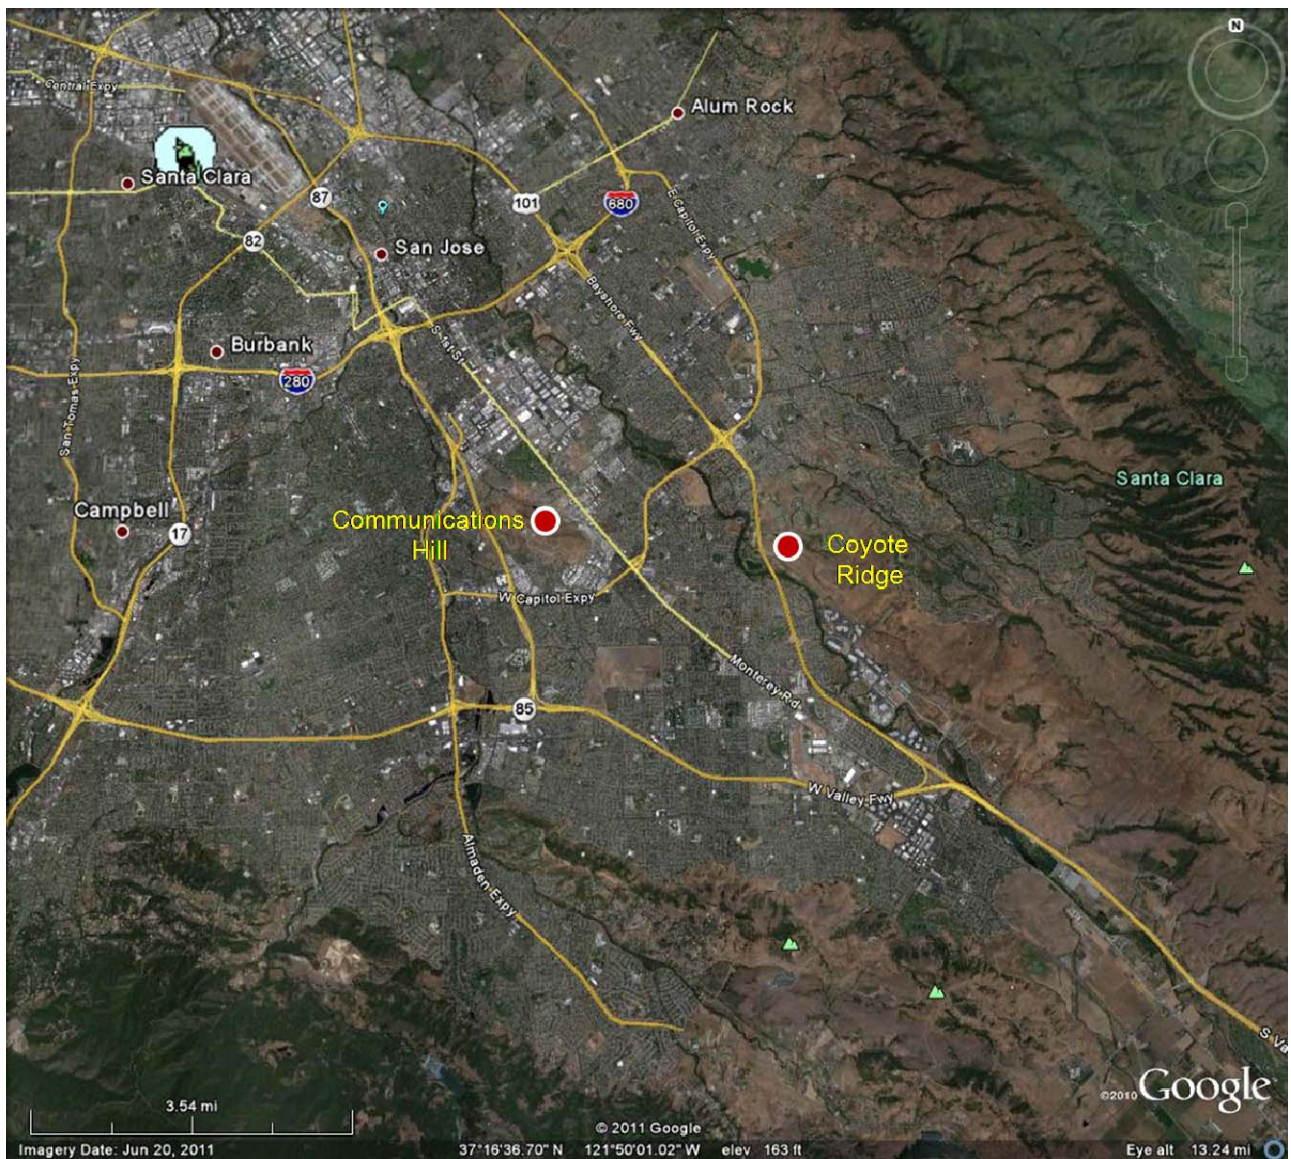 N
Central Expy
Alum Rock
Santa Clara
87
101
680
E Capitol Expy
82
San Jose
Bayshore Fwy
S 1st St
Burbank
280
San Tomas Expy
Santa Clara
Campbell
17
Communications
Hill
Coyote
Ridge
W Capitol Expy
Monterey Rd
85
W Valley Fwy
Almaden Expy
S Va
©2010 Google
3.54 mi
© 2011 Google
Imagery Date: Jun 20, 2011
37°16'36.70" N 121°50'01.02" W elev 163 ft
Eye alt 13.24 mi